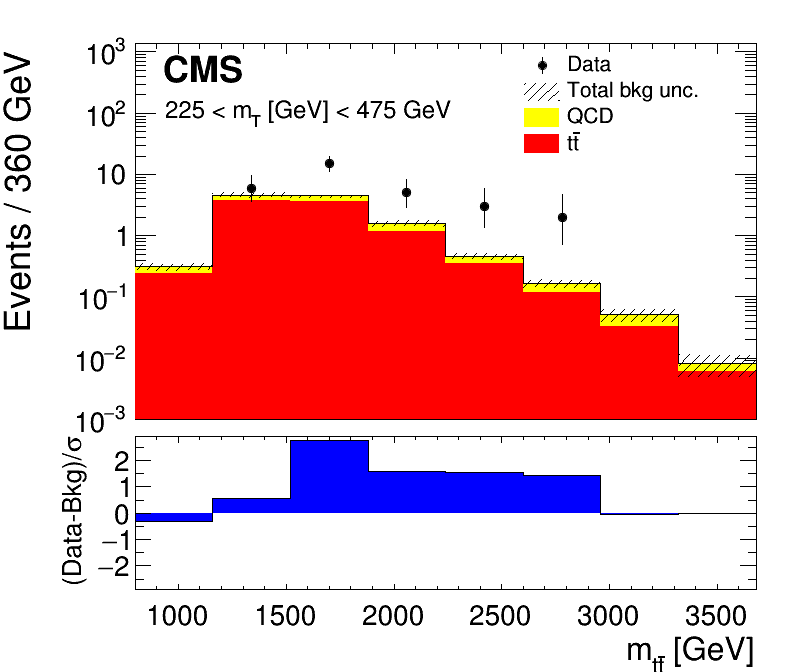 Events / 360 GeV
10³
10²
10
1
10⁻¹
10⁻²
10⁻³
CMS
225 < m_T [GeV] < 475 GeV
Data
Total bkg unc.
QCD
tt̄
(Data-Bkg)/σ
2
1
0
−1
−2
1000 1500 2000 2500 3000 3500
m_tt̄ [GeV]